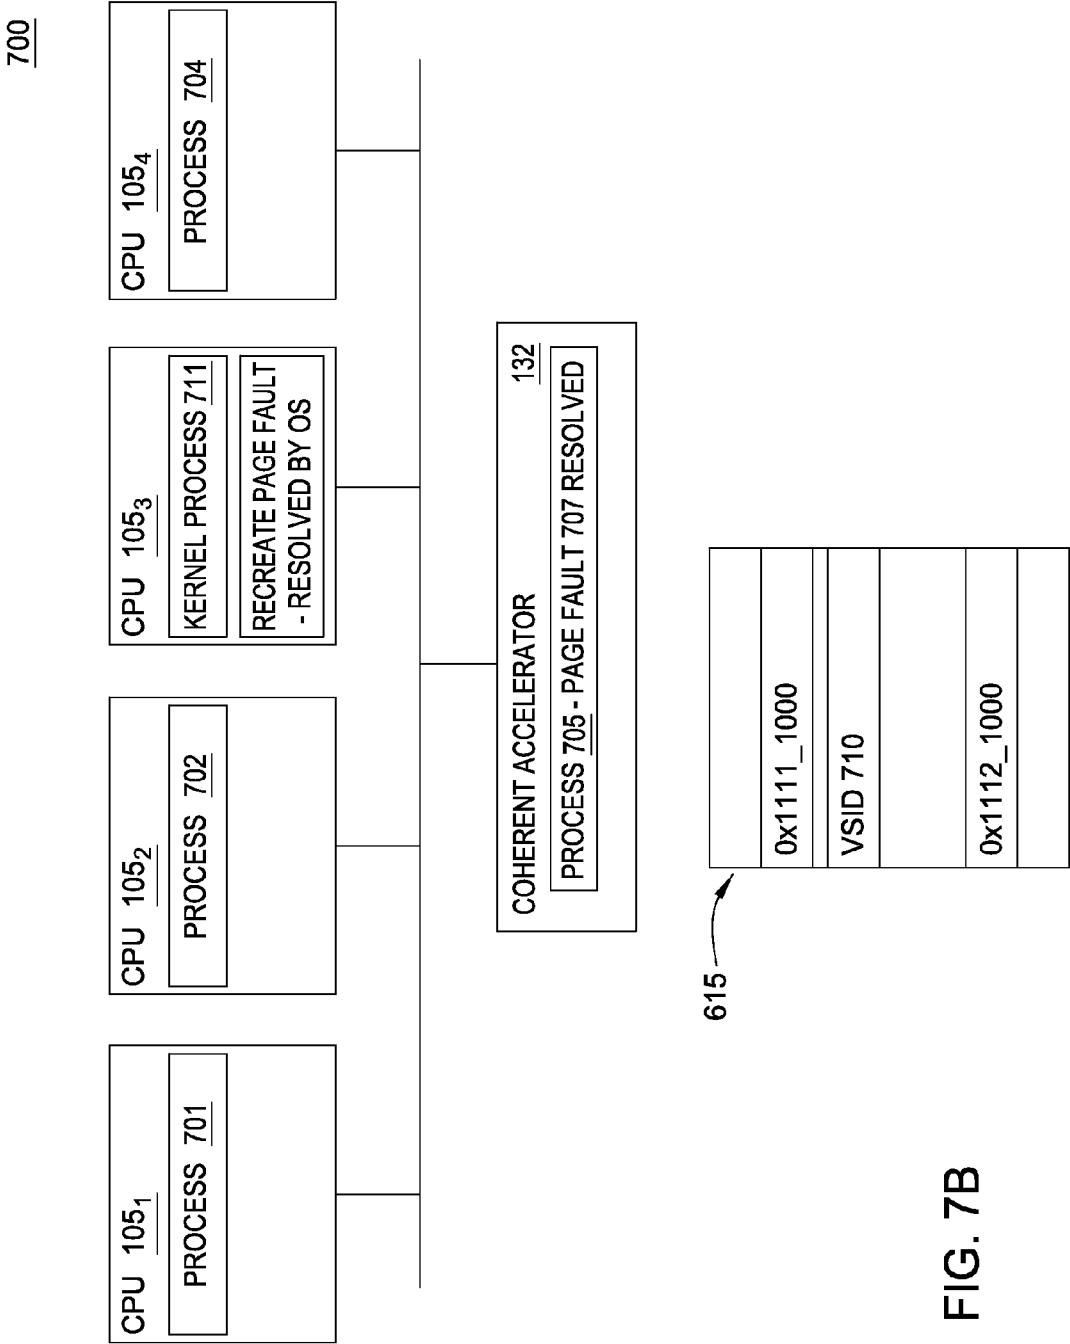 700
CPU 105₁
PROCESS 701
CPU 105₂
PROCESS 702
CPU 105₃
KERNEL PROCESS 711
RECREATE PAGE FAULT
- RESOLVED BY OS
CPU 105₄
PROCESS 704
COHERENT ACCELERATOR 132
PROCESS 705 - PAGE FAULT 707 RESOLVED
615
0x1111_1000
VSID 710
0x1112_1000
FIG. 7B